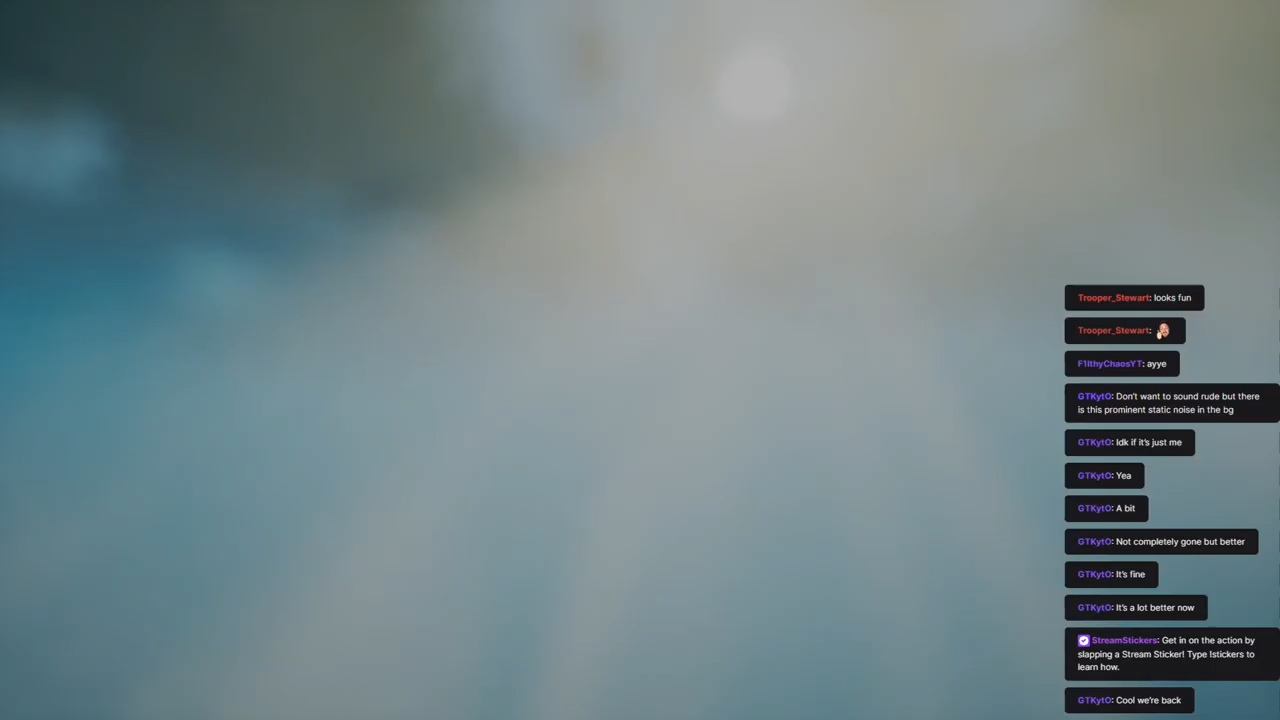 Trooper_Stewart: looks fun
Trooper_Stewart:
F1lthyChaosYT: ayye
GTKytO: Don't want to sound rude but there
is this prominent static noise in the bg
GTKytO: Idk if it's just me
GTKytO: Yea
GTKytO: A bit
GTKytO: Not completely gone but better
GTKytO: It's fine
GTKytO: It's a lot better now
StreamStickers: Get in on the action by
slapping a Stream Sticker! Type !stickers to
learn how.
GTKytO: Cool we're back